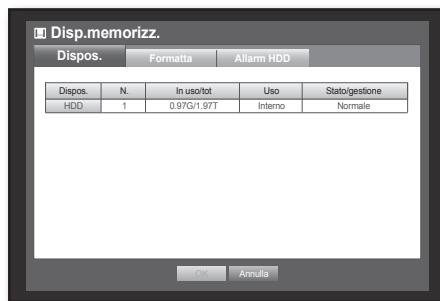 Disp.memorizz.
Dispos. Formatta Allarm HDD
Dispos. N. In uso/tot Uso Stato/gestione
HDD 1 0.97G/1.97T Interno Normale
OK Annulla